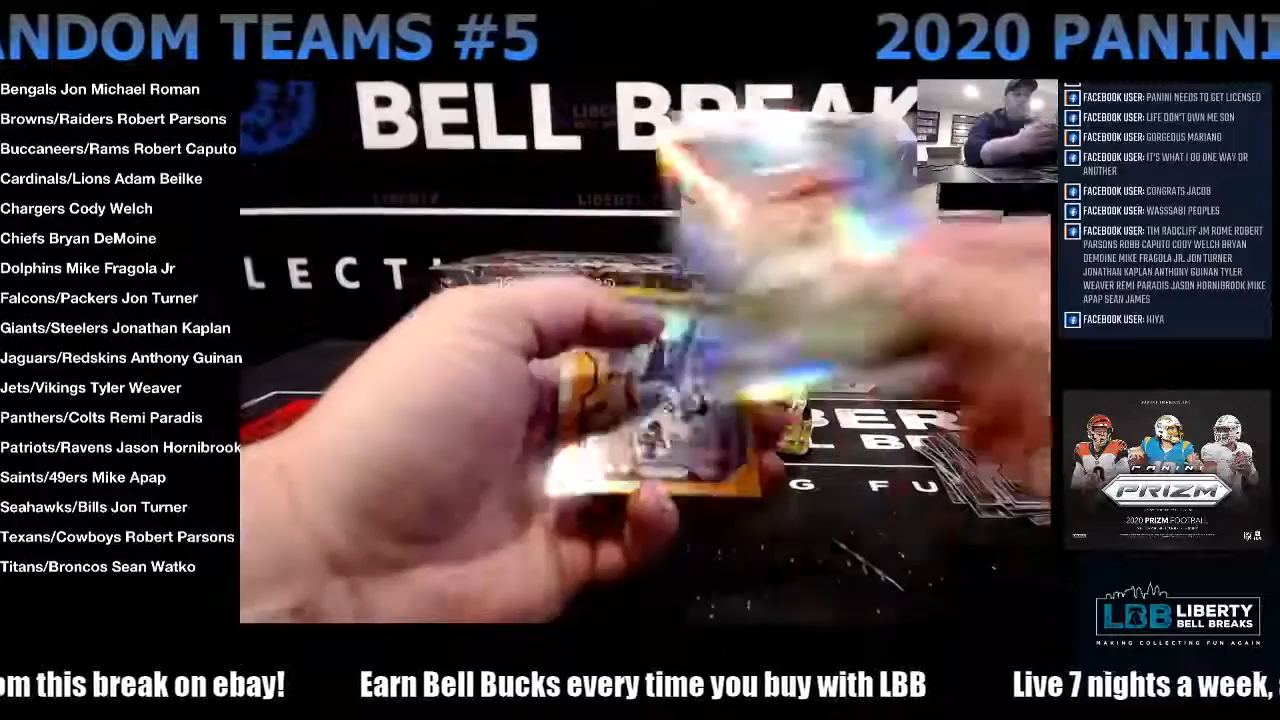 ANDOM TEAMS #5
2020 PANINI
Bengals Jon Michael Roman
Browns/Raiders Robert Parsons
Buccaneers/Rams Robert Caputo
Cardinals/Lions Adam Beilke
Chargers Cody Welch
Chiefs Bryan DeMoine
Dolphins Mike Fragola Jr
Falcons/Packers Jon Turner
Giants/Steelers Jonathan Kaplan
Jaguars/Redskins Anthony Guinan
Jets/Vikings Tyler Weaver
Panthers/Colts Remi Paradis
Patriots/Ravens Jason Hornibrook
Saints/49ers Mike Apap
Seahawks/Bills Jon Turner
Texans/Cowboys Robert Parsons
Titans/Broncos Sean Watko
BELL BREAK
LIBERTY
LIBERT
LECT
BER
L B
G FU
FACEBOOK USER: PANINI NEEDS TO GET LICENSED
FACEBOOK USER: LIFE DON'T OWN ME SON
FACEBOOK USER: GORGEOUS MARIANO
FACEBOOK USER: IT'S WHAT I DO ONE WAY OR
ANOTHER
FACEBOOK USER: CONGRATS JACOB
FACEBOOK USER: WASSSABI PEOPLES
FACEBOOK USER: TIM RADCLIFF JM ROME ROBERT
PARSONS ROBB CAPUTO CODY WELCH BRYAN
DEMOINE MIKE FRAGOLA JR. JON TURNER
JONATHAN KAPLAN ANTHONY GUINAN TYLER
WEAVER REMI PARADIS JASON HORNIBROOK MIKE
APAP SEAN JAMES
FACEBOOK USER: HIYA
PANINI
PRIZM
2020 PRIZM FOOTBALL
LBB LIBERTY
BELL BREAKS
MAKING COLLECTING FUN AGAIN
om this break on ebay!
Earn Bell Bucks every time you buy with LBB
Live 7 nights a week,